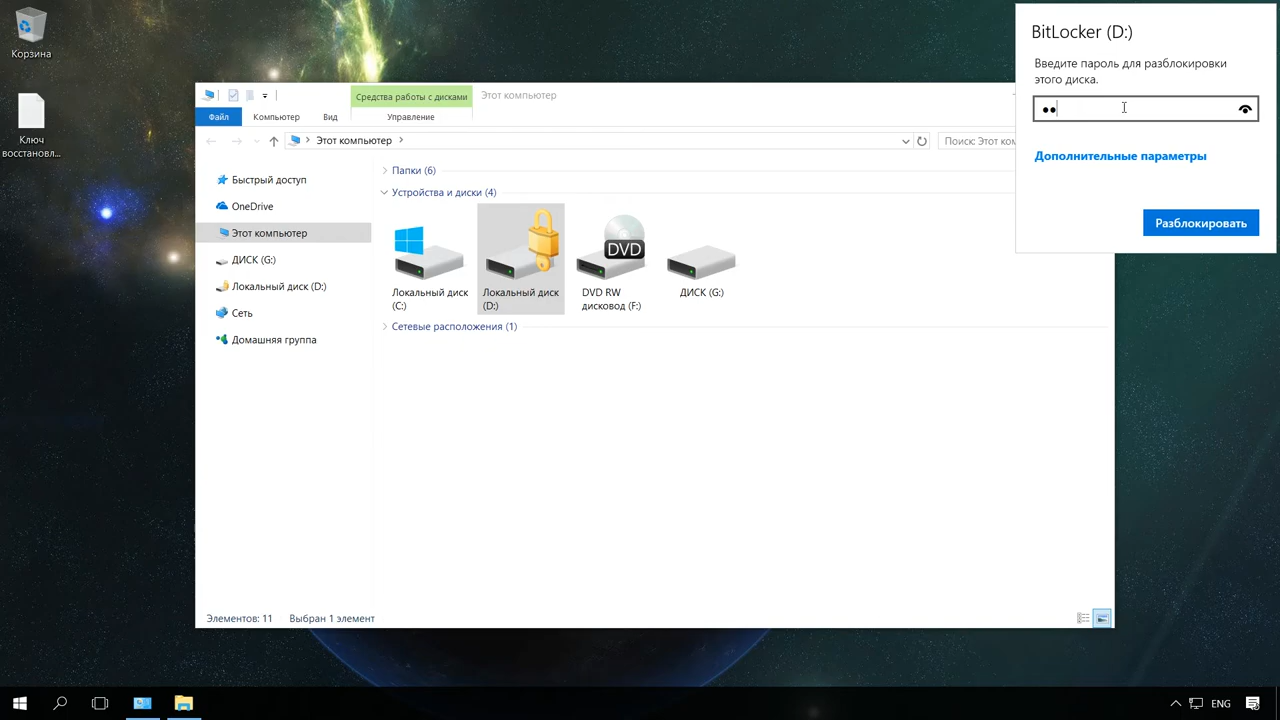 Корзина
Ключ
восстановл...
Средства работы с дисками
Этот компьютер
Файл
Компьютер
Вид
Управление
Этот компьютер
Поиск: Этот ком
Быстрый доступ
OneDrive
Этот компьютер
ДИСК (G:)
Локальный диск (D:)
Сеть
Домашняя группа
Папки (6)
Устройства и диски (4)
Локальный диск
(C:)
Локальный диск
(D:)
DVD
DVD RW
дисковод (F:)
ДИСК (G:)
Сетевые расположения (1)
Элементов: 11
Выбран 1 элемент
BitLocker (D:)
Введите пароль для разблокировки
этого диска.
Дополнительные параметры
Разблокировать
ENG